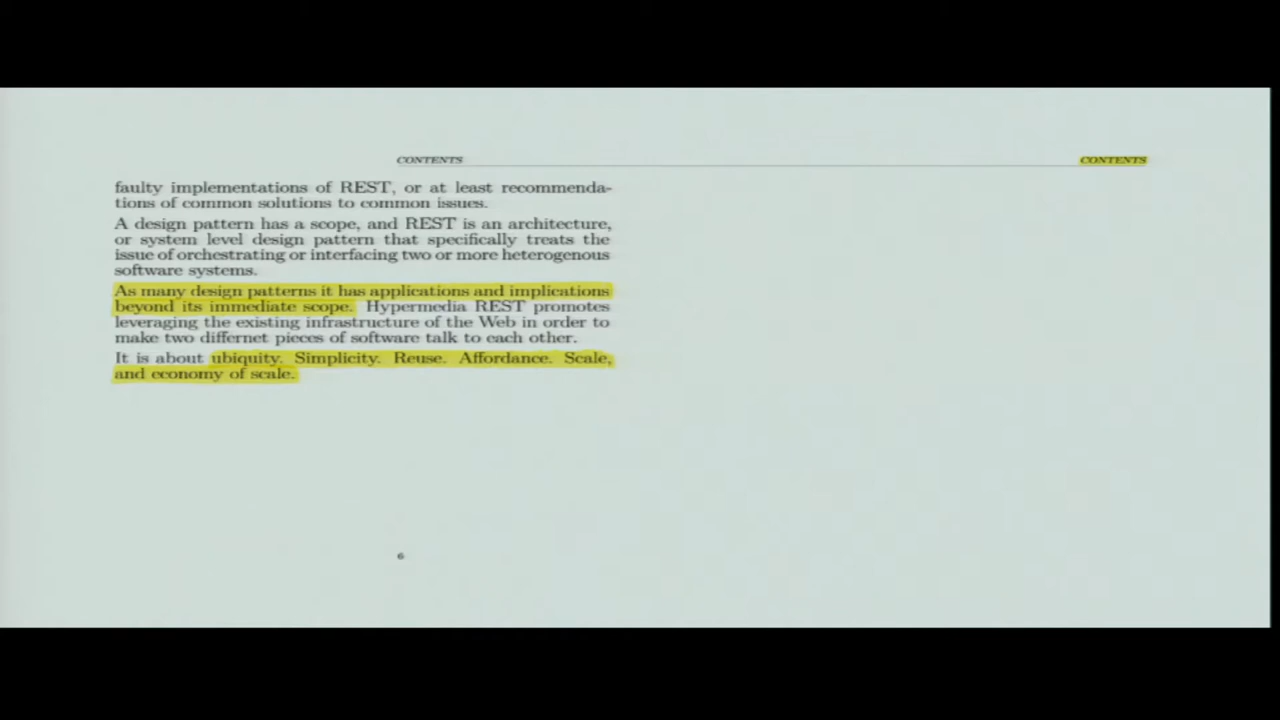 CONTENTS
CONTENTS
faulty implementations of REST, or at least recommenda-
tions of common solutions to common issues.
A design pattern has a scope, and REST is an architecture,
or system level design pattern that specifically treats the
issue of orchestrating or interfacing two or more heterogenous
software systems.
As many design patterns it has applications and implications
beyond its immediate scope. Hypermedia REST promotes
leveraging the existing infrastructure of the Web in order to
make two differnet pieces of software talk to each other.
It is about ubiquity. Simplicity. Reuse. Affordance. Scale,
and economy of scale.
6